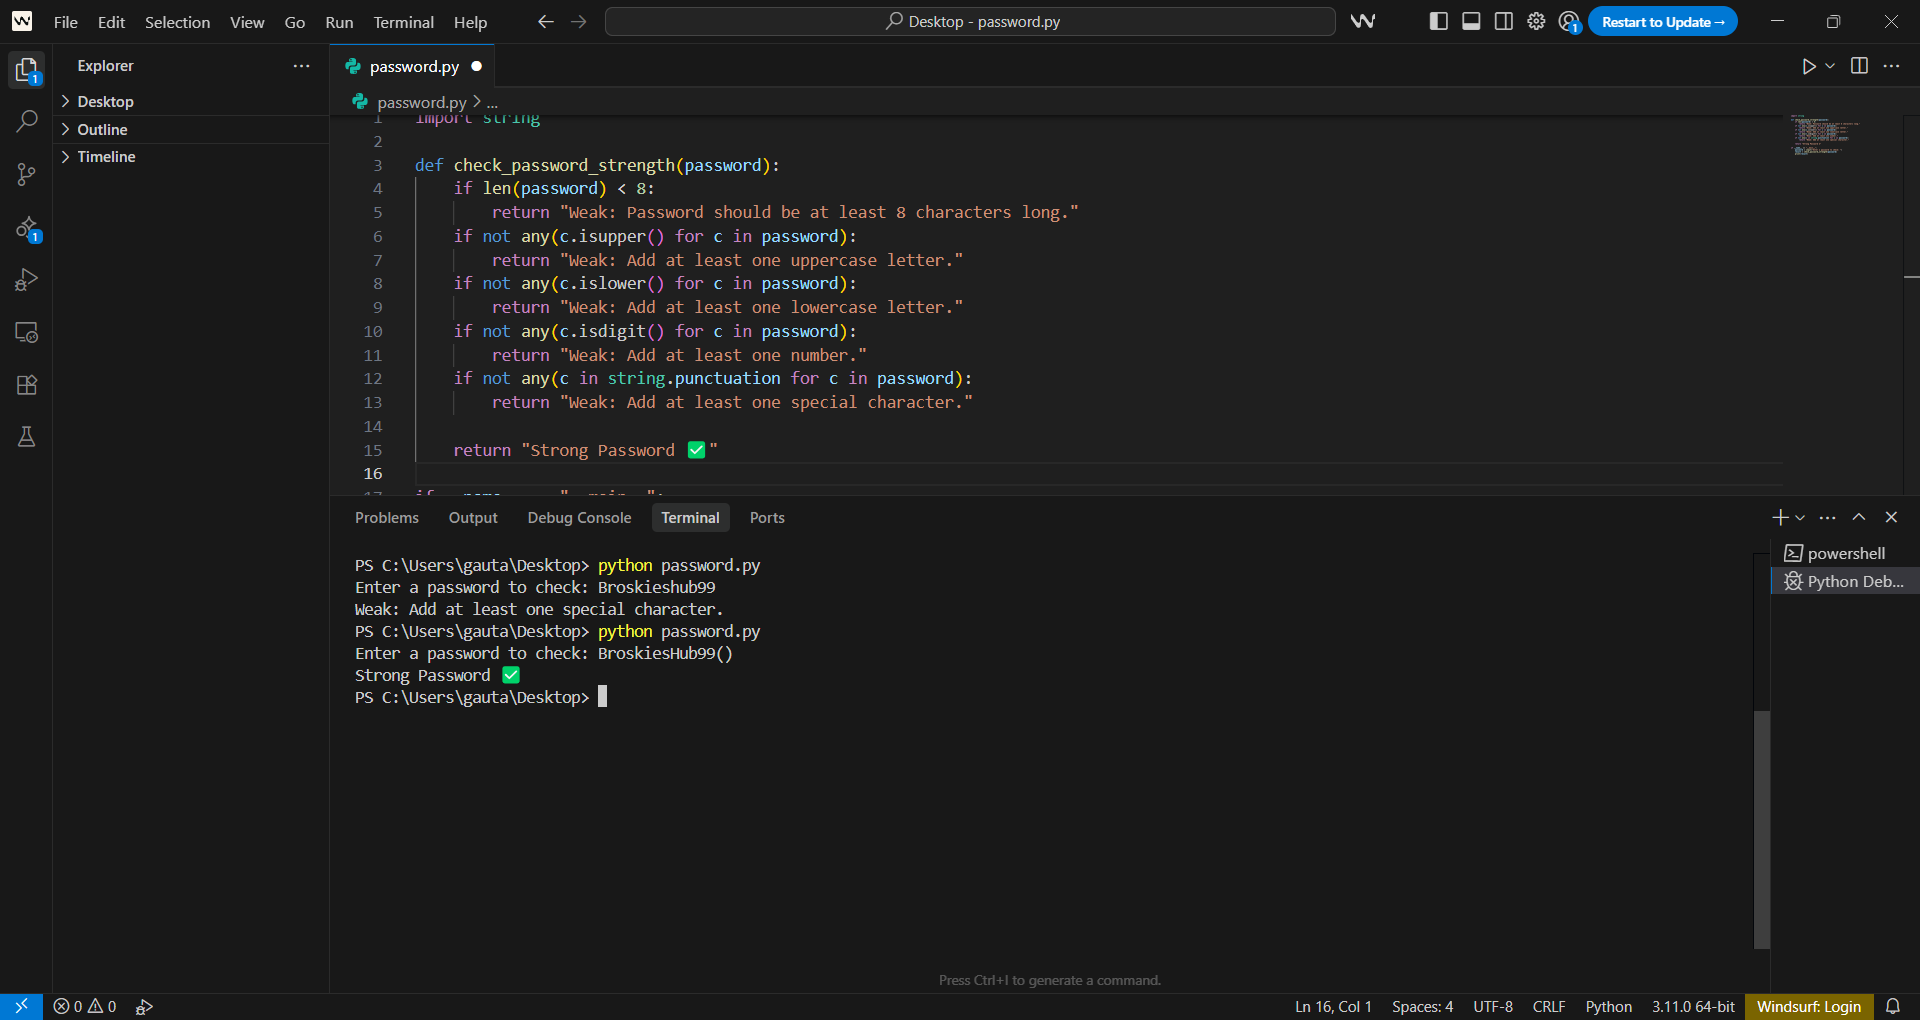 File Edit Selection View Go Run Terminal Help
Desktop - password.py
1
Restart to Update →
1
Explorer
Desktop
Outline
Timeline
1
password.py
password.py > ...
1 import string
2
3 def check_password_strength(password):
4 if len(password) < 8:
5 return "Weak: Password should be at least 8 characters long."
6 if not any(c.isupper() for c in password):
7 return "Weak: Add at least one uppercase letter."
8 if not any(c.islower() for c in password):
9 return "Weak: Add at least one lowercase letter."
10 if not any(c.isdigit() for c in password):
11 return "Weak: Add at least one number."
12 if not any(c in string.punctuation for c in password):
13 return "Weak: Add at least one special character."
14
15 return "Strong Password ✅"
16
17 if __name__ == "__main__":
Problems Output Debug Console Terminal Ports
PS C:\Users\gauta\Desktop> python password.py
Enter a password to check: Broskieshub99
Weak: Add at least one special character.
PS C:\Users\gauta\Desktop> python password.py
Enter a password to check: BroskiesHub99()
Strong Password ✅
PS C:\Users\gauta\Desktop>
powershell
Python Deb...
Press Ctrl+I to generate a command.
0 0
Ln 16, Col 1 Spaces: 4 UTF-8 CRLF Python 3.11.0 64-bit Windsurf: Login